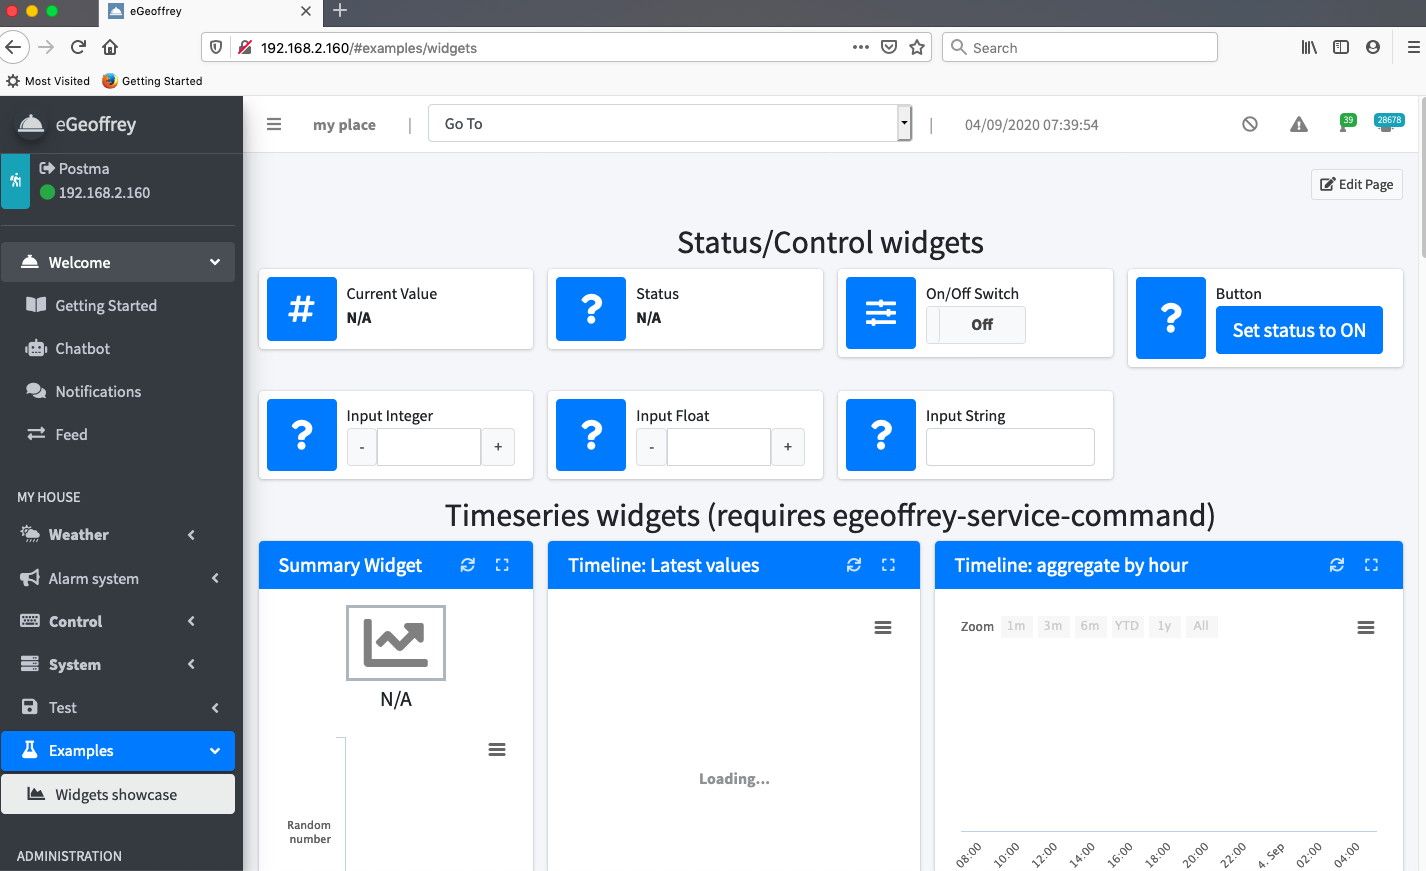 eGeoffrey
192.168.2.160/#examples/widgets
Search
Most Visited
Getting Started
eGeoffrey
my place
|
Go To
|
04/09/2020 07:39:54
39
28678
Postma
192.168.2.160
Edit Page
Welcome
Getting Started
Chatbot
Notifications
Feed
MY HOUSE
Weather
Alarm system
Control
System
Test
Examples
Widgets showcase
ADMINISTRATION
Status/Control widgets
# Current Value
N/A
? Status
N/A
On/Off Switch
Off
? Button
Set status to ON
? Input Integer
- +
? Input Float
- +
? Input String
Timeseries widgets (requires egeoffrey-service-command)
Summary Widget
N/A
Random
number
Timeline: Latest values
Loading...
Timeline: aggregate by hour
Zoom 1m 3m 6m YTD 1y All
08:00 10:00 12:00 14:00 16:00 18:00 20:00 22:00 4. Sep 02:00 04:00